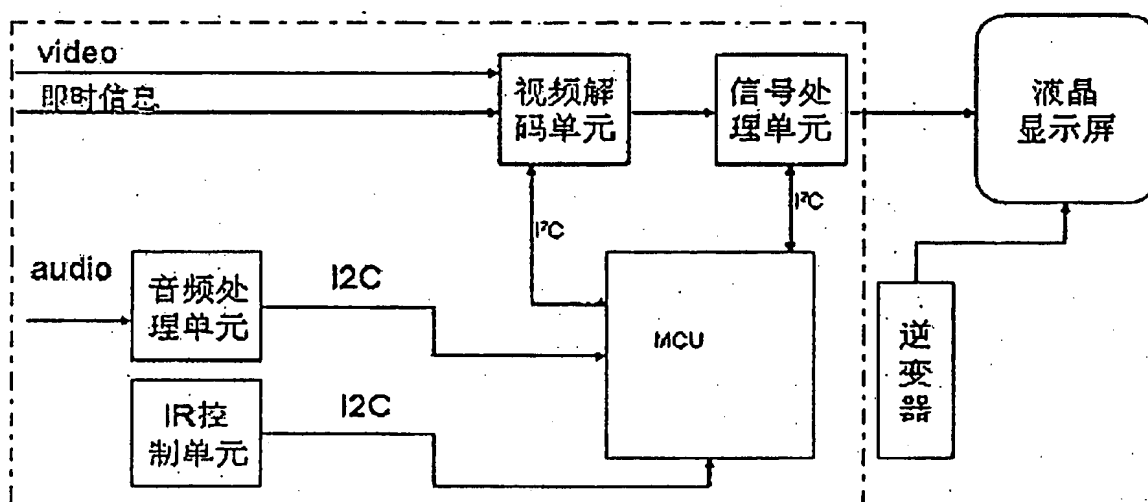 video
即时信息
视频解
码单元
信号处
理单元
液晶
显示屏
I²C
I²C
audio
音频处
理单元
I2C
MCU
逆
变
器
IR控
制单元
I2C